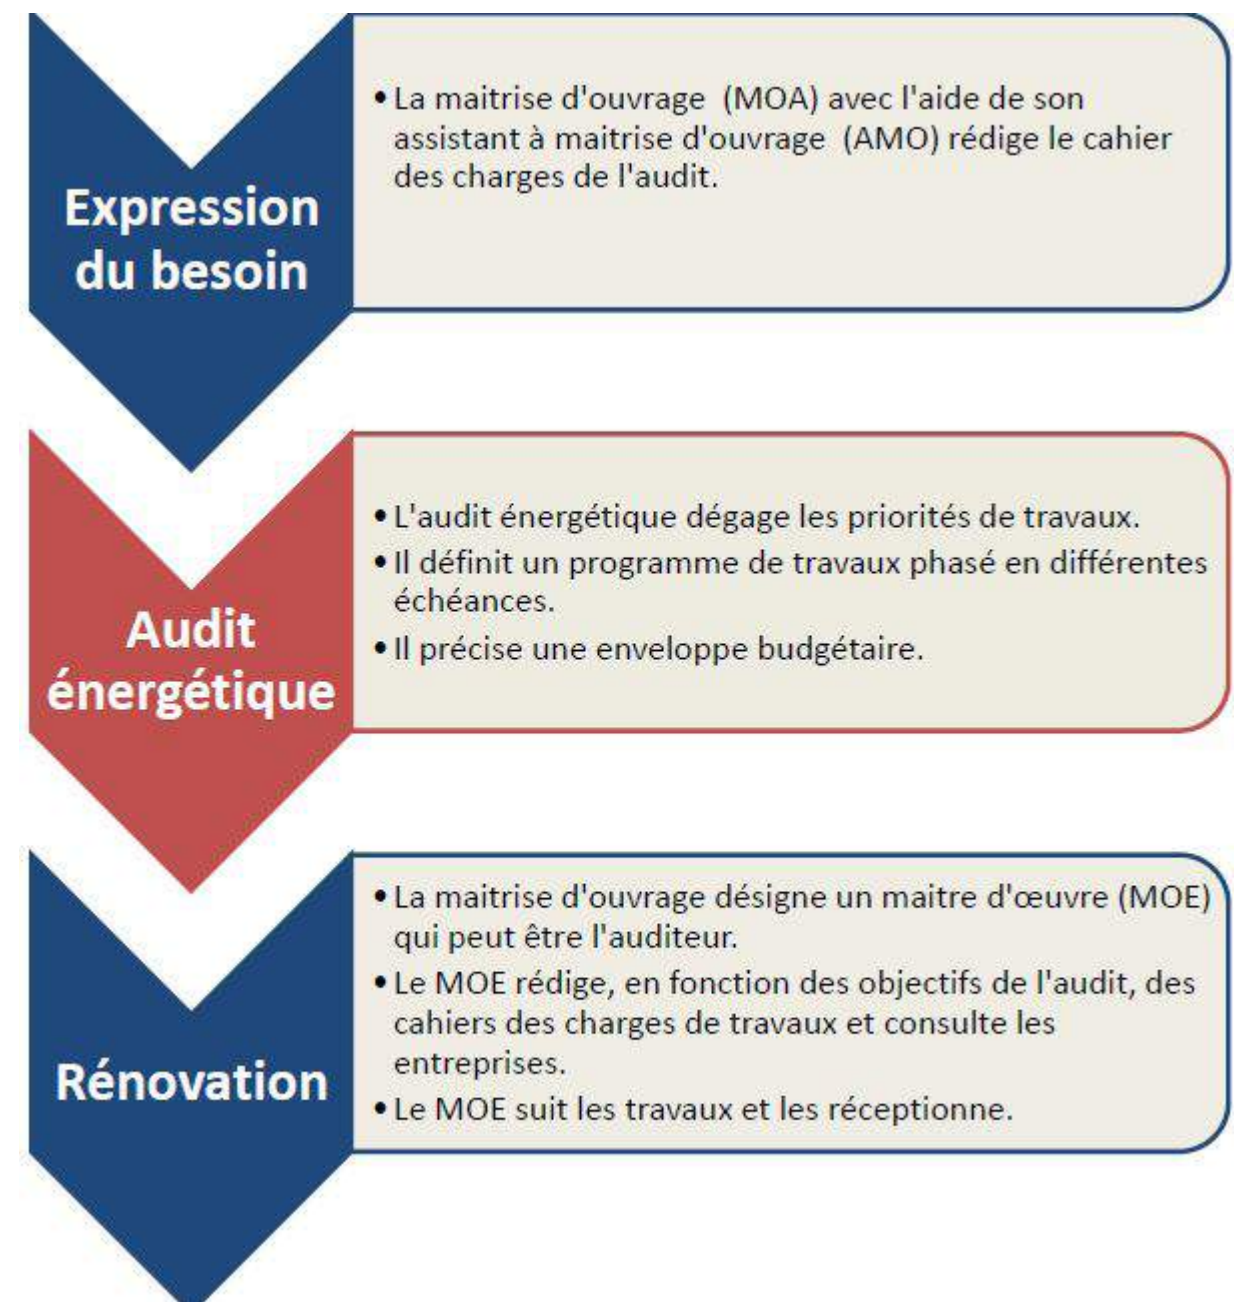 Expression
du besoin
• La maitrise d'ouvrage (MOA) avec l'aide de son
assistant à maitrise d'ouvrage (AMO) rédige le cahier
des charges de l'audit.
Audit
énergétique
• L'audit énergétique dégage les priorités de travaux.
• Il définit un programme de travaux phasé en différentes
échéances.
• Il précise une enveloppe budgétaire.
Rénovation
• La maitrise d'ouvrage désigne un maitre d'œuvre (MOE)
qui peut être l'auditeur.
• Le MOE rédige, en fonction des objectifs de l'audit, des
cahiers des charges de travaux et consulte les
entreprises.
• Le MOE suit les travaux et les réceptionne.